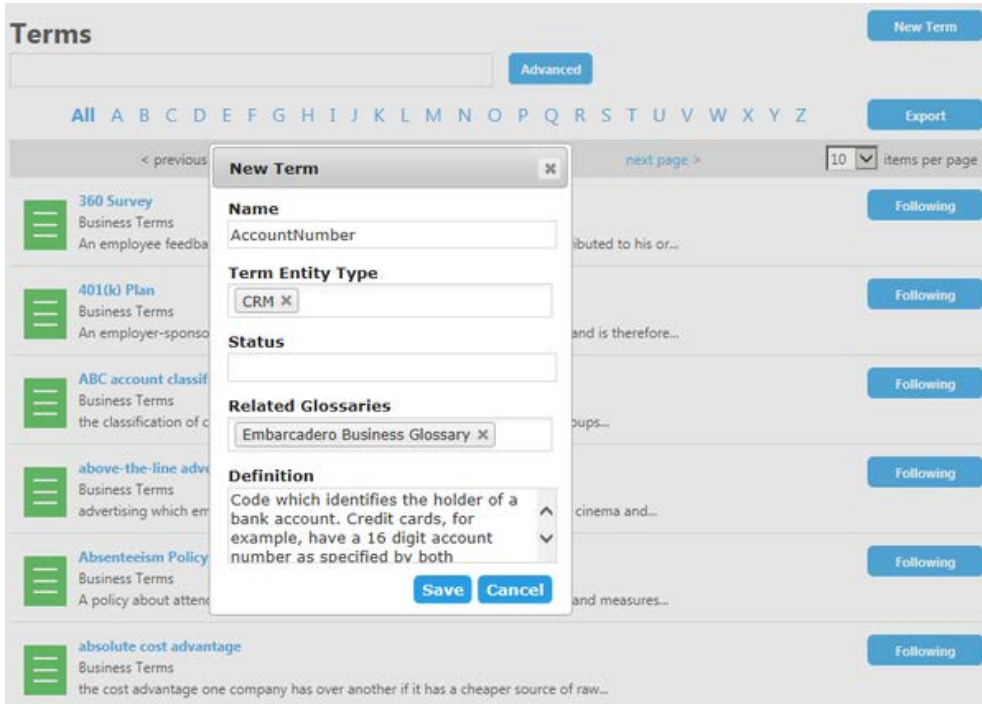 Terms
New Term
Advanced
All A B C D E F G H I J K L M N O P Q R S T U V W X Y Z
Export
< previous
next page >
10 items per page
New Term
Name
AccountNumber
Term Entity Type
CRM ×
Status
Related Glossaries
Embarcadero Business Glossary ×
Definition
Code which identifies the holder of a
bank account. Credit cards, for
example, have a 16 digit account
number as specified by both
Save Cancel
360 Survey
Business Terms
An employee feedba
ibuted to his or...
Following
401(k) Plan
Business Terms
An employer-sponso
and is therefore...
Following
ABC account classif
Business Terms
the classification of c
oups...
Following
above-the-line adve
Business Terms
advertising which em
cinema and...
Following
Absenteeism Policy
Business Terms
A policy about attend
and measures...
Following
absolute cost advantage
Business Terms
the cost advantage one company has over another if it has a cheaper source of raw...
Following